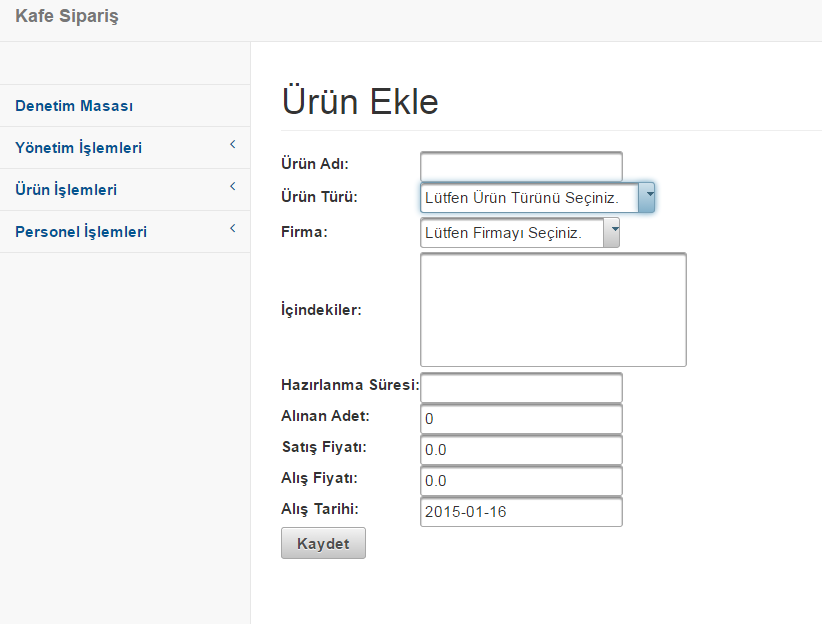 Kafe Sipariş
Denetim Masası
Yönetim İşlemleri
Ürün İşlemleri
Personel İşlemleri
Ürün Ekle
Ürün Adı:
Ürün Türü: Lütfen Ürün Türünü Seçiniz.
Firma: Lütfen Firmayı Seçiniz.
İçindekiler:
Hazırlanma Süresi:
Alınan Adet: 0
Satış Fiyatı: 0.0
Alış Fiyatı: 0.0
Alış Tarihi: 2015-01-16
Kaydet